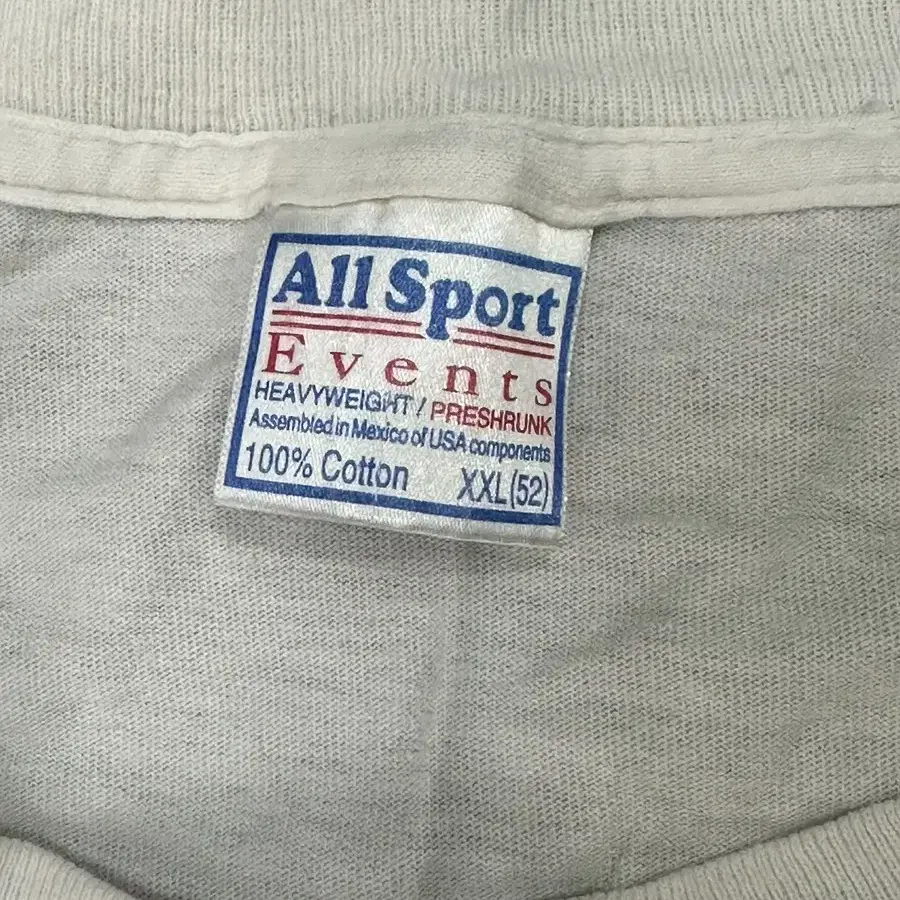 All Sport
Events
HEAVYWEIGHT / PRESHRUNK
Assembled in Mexico of USA components
100% Cotton XXL(52)